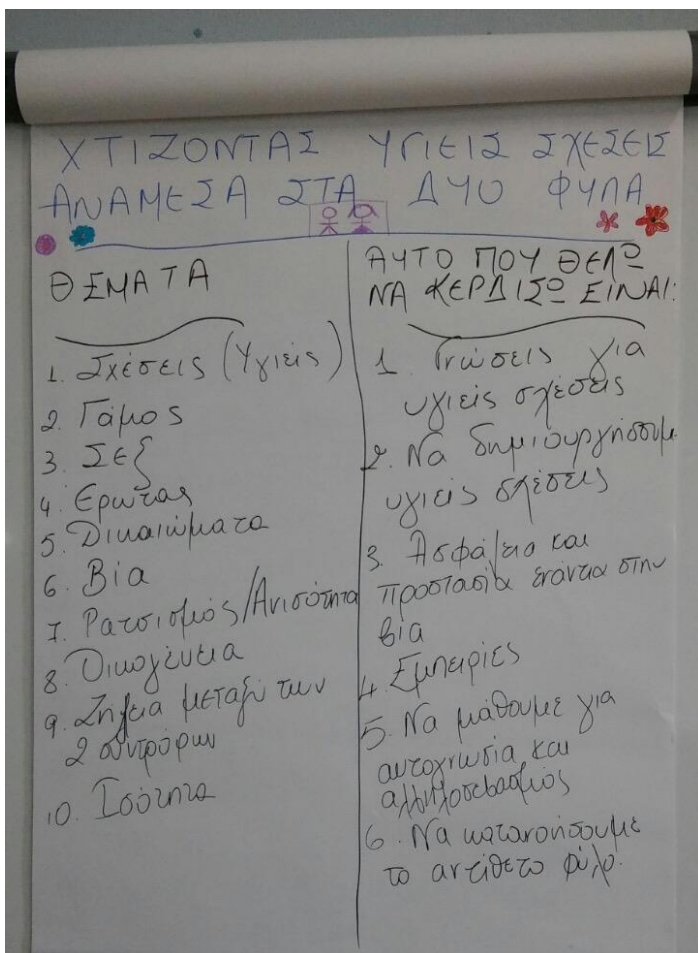 ΧΤΙΖΟΝΤΑΣ ΥΓΙΕΙΣ ΣΧΕΣΕΙΣ
ΑΝΑΜΕΣΑ ΣΤΑ ΔΥΟ ΦΥΛΑ
ΘΕΜΑΤΑ
1. Σχέσεις (Υγιείς)
2. Γάμος
3. Σεξ
4. Έρωτας
5. Δικαιώματα
6. Βία
7. Ρατσισμός/Ανισότητα
8. Οικογένεια
9. Ζήλεια μεταξύ των
2 συντρόφων
10. Ισότητα
ΑΥΤΟ ΠΟΥ ΘΕΛΩ
ΝΑ ΚΕΡΔΙΣΩ ΕΙΝΑΙ:
1 Γνώσεις για
υγιείς σχέσεις
2. Να δημιουργήσουμε
υγιείς σχέσεις
3. Ασφάλεια και
προστασία ενάντια στην
βία
4. Εμπειρίες
5. Να μάθουμε για
αυτογνωσία και
αλληλοσεβασμός
6. Να κατανοήσουμε
το αντίθετο φύλο.